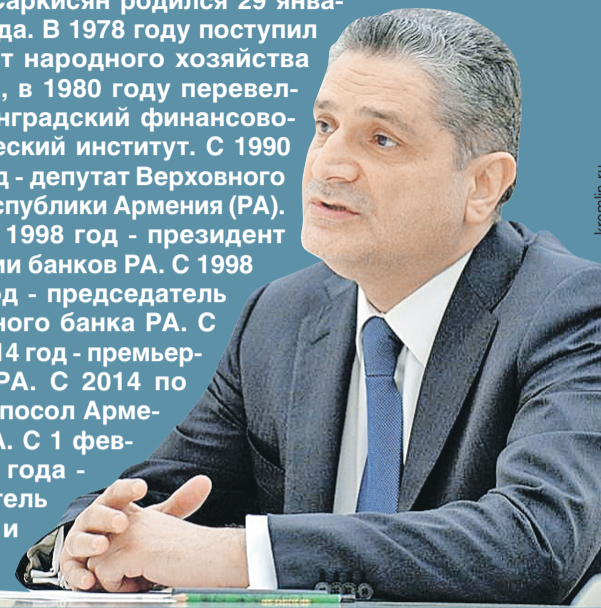 Саркисян родился 29 янва-
да. В 1978 году поступил
т народного хозяйства
, в 1980 году перевел-
нградский финансово-
еский институт. С 1990
д - депутат Верховного
спублики Армения (РА).
1998 год - президент
ии банков РА. С 1998
од - председатель
ного банка РА. С
14 год - премьер-
РА. С 2014 по
посол Арме-
А. С 1 фев-
года -
тель
и
kremlin.ru